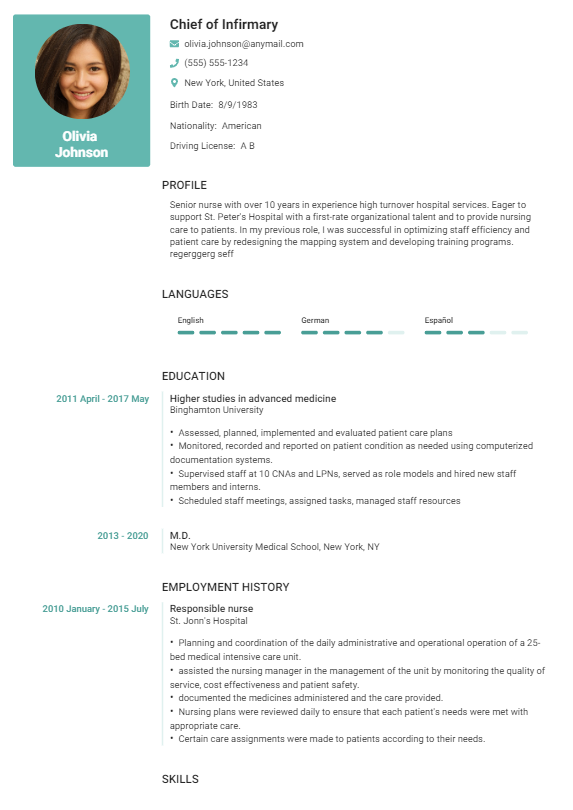 Olivia
Johnson
Chief of Infirmary
olivia.johnson@anymail.com
(555) 555-1234
New York, United States
Birth Date: 8/9/1983
Nationality: American
Driving License: A B
PROFILE
Senior nurse with over 10 years in experience high turnover hospital services. Eager to
support St. Peter's Hospital with a first-rate organizational talent and to provide nursing
care to patients. In my previous role, I was successful in optimizing staff efficiency and
patient care by redesigning the mapping system and developing training programs.
regerggerg seff
LANGUAGES
English German Español
EDUCATION
2011 April - 2017 May
Higher studies in advanced medicine
Binghamton University
• Assessed, planned, implemented and evaluated patient care plans
• Monitored, recorded and reported on patient condition as needed using computerized
documentation systems.
• Supervised staff at 10 CNAs and LPNs, served as role models and hired new staff
members and interns.
• Scheduled staff meetings, assigned tasks, managed staff resources
2013 - 2020
M.D.
New York University Medical School, New York, NY
EMPLOYMENT HISTORY
2010 January - 2015 July
Responsible nurse
St. Jonn's Hospital
• Planning and coordination of the daily administrative and operational operation of a 25-
bed medical intensive care unit.
• assisted the nursing manager in the management of the unit by monitoring the quality of
service, cost effectiveness and patient safety.
• documented the medicines administered and the care provided.
• Nursing plans were reviewed daily to ensure that each patient's needs were met with
appropriate care.
• Certain care assignments were made to patients according to their needs.
SKILLS